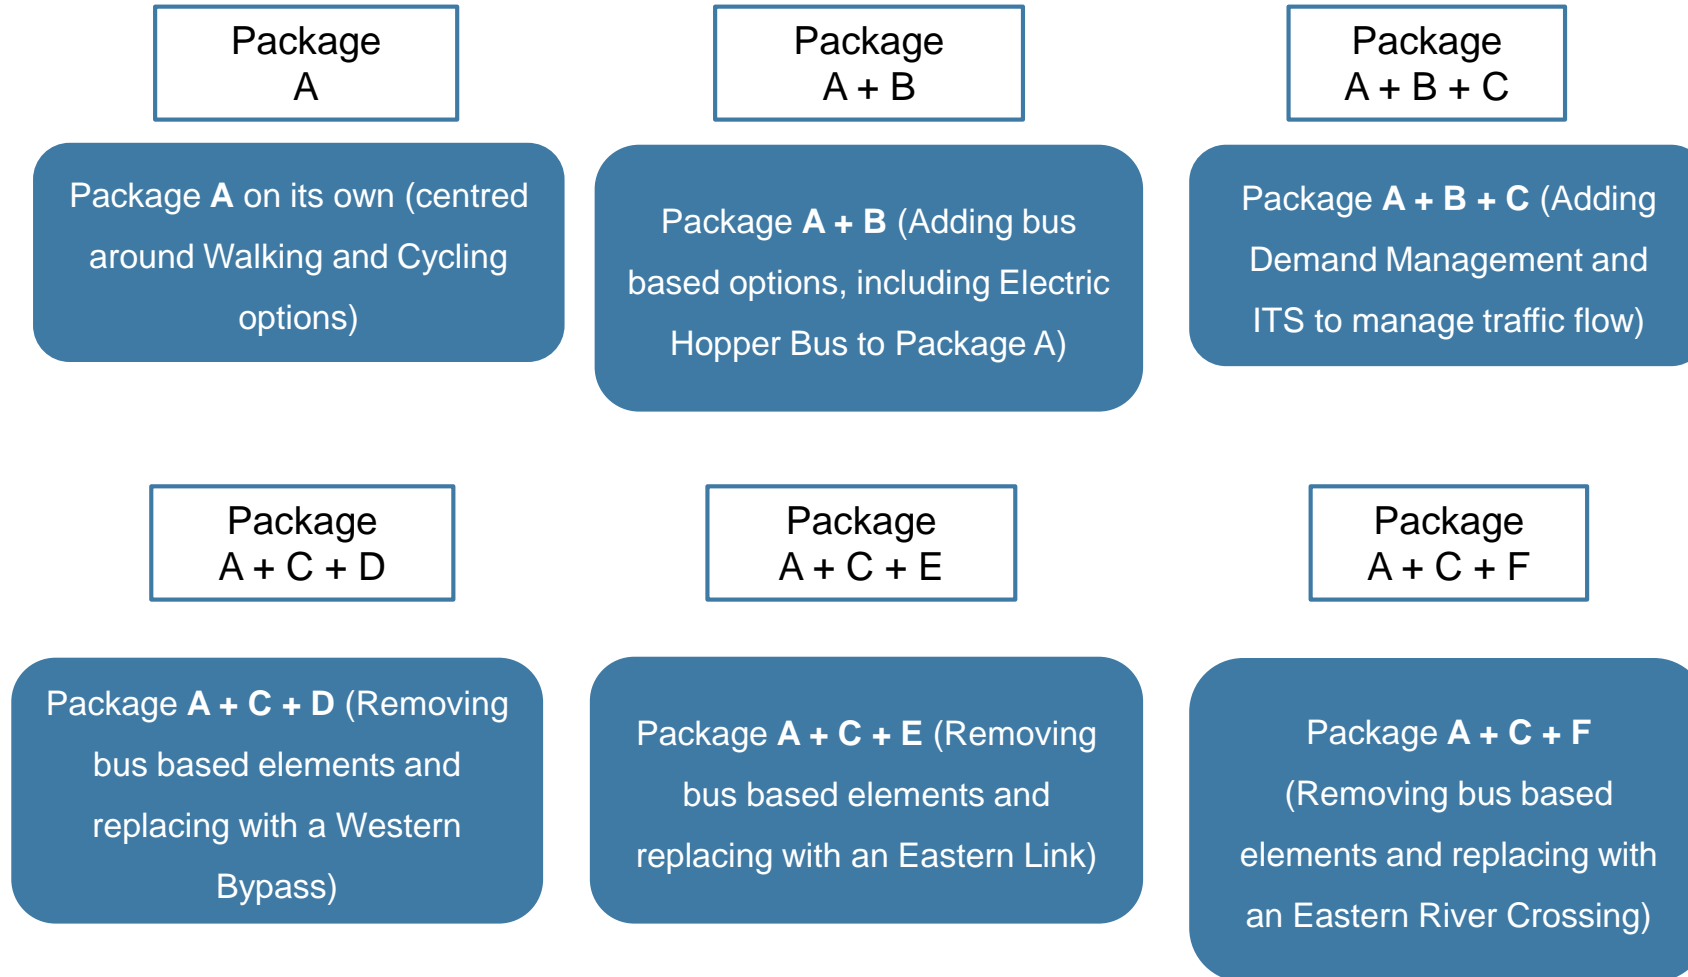 Package
A
Package
A + B
Package
A + B + C
Package A on its own (centred
around Walking and Cycling
options)
Package A + B (Adding bus
based options, including Electric
Hopper Bus to Package A)
Package A + B + C (Adding
Demand Management and
ITS to manage traffic flow)
Package
A + C + D
Package
A + C + E
Package
A + C + F
Package A + C + D (Removing
bus based elements and
replacing with a Western
Bypass)
Package A + C + E (Removing
bus based elements and
replacing with an Eastern Link)
Package A + C + F
(Removing bus based
elements and replacing with
an Eastern River Crossing)